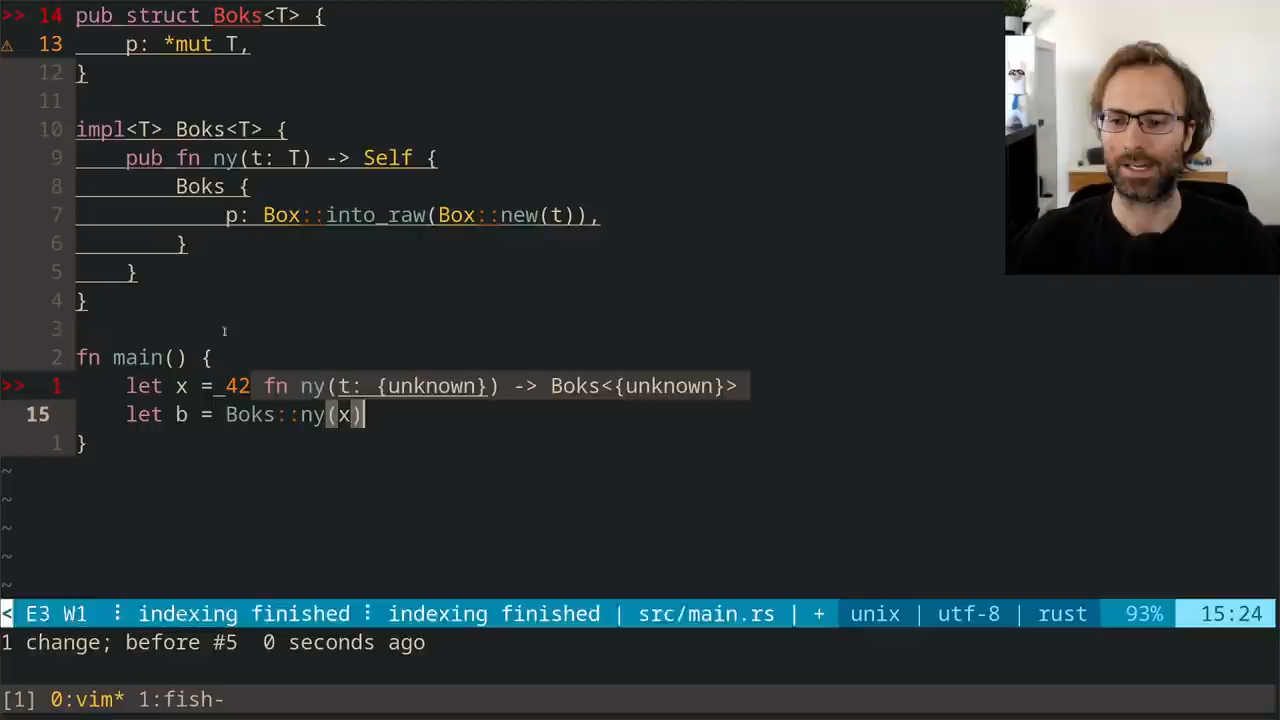 >> 14 pub struct Boks<T> {
⚠ 13     p: *mut T,
12 }
11
10 impl<T> Boks<T> {
9     pub fn ny(t: T) -> Self {
8         Boks {
7             p: Box::into_raw(Box::new(t)),
6         }
5     }
4 }
3
2 fn main() {
>> 1     let x = 42 fn ny(t: {unknown}) -> Boks<{unknown}>
15     let b = Boks::ny(x)
1 }
~
~
~
~
~
< E3 W1 ⋮ indexing finished ⋮ indexing finished | src/main.rs | + unix | utf-8 | rust 93% 15:24
1 change; before #5  0 seconds ago
[1] 0:vim* 1:fish-